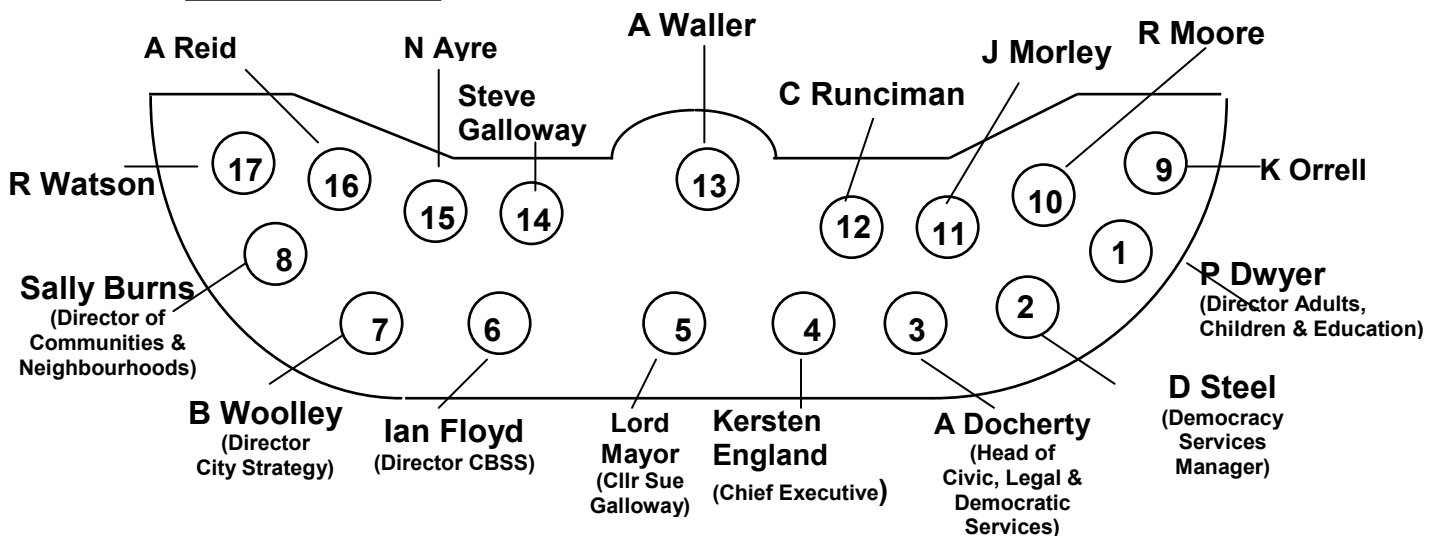 A Waller
R Moore
A Reid
N Ayre
J Morley
Steve
Galloway
C Runciman
17
16
15
14
13
12
11
10
9
R Watson
K Orrell
8
1
Sally Burns
(Director of
Communities &
Neighbourhoods)
P Dwyer
(Director Adults,
Children & Education)
7
6
5
4
3
2
B Woolley
(Director
City Strategy)
Ian Floyd
(Director CBSS)
Lord
Mayor
(Cllr Sue
Galloway)
Kersten
England
(Chief Executive)
A Docherty
(Head of
Civic, Legal &
Democratic
Services)
D Steel
(Democracy
Services
Manager)